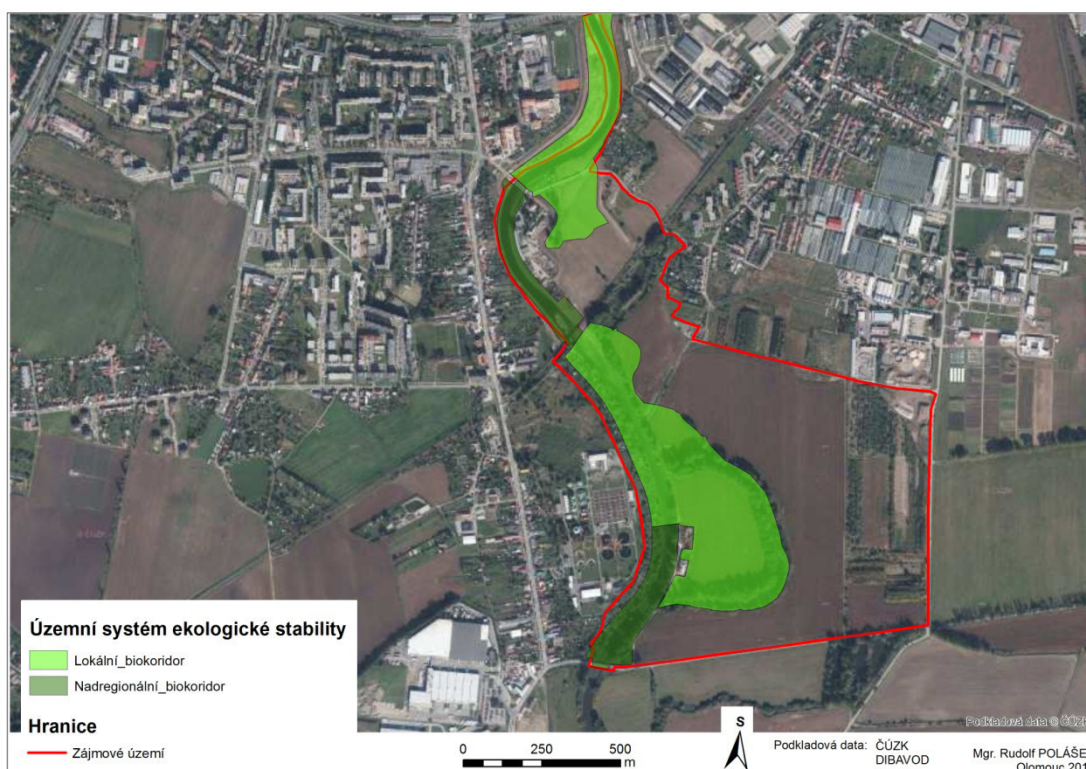 Územní systém ekologické stability
Lokální_biokoridor
Nadregionální_biokoridor
Hranice
Zájmové území
0 250 500
m
S
Podkladová data © ČÚZK
Podkladová data: ČÚZK
DIBAVOD
Mgr. Rudolf POLÁŠE
Olomouc 201